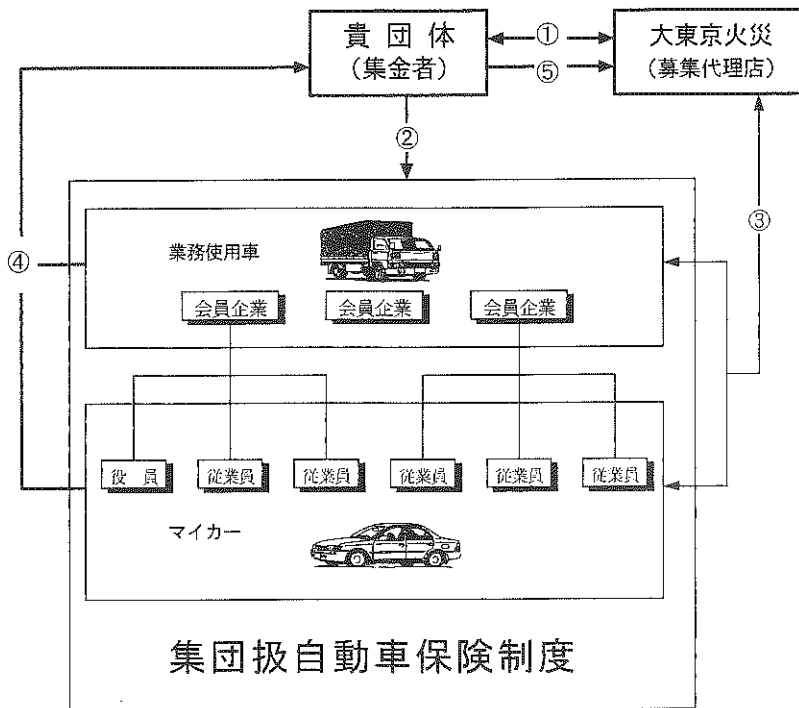 貴団体
(集金者)
①
⑤
大東京火災
(募集代理店)
②
③
④
業務使用車
会員企業
会員企業
会員企業
役員
従業員
従業員
従業員
従業員
従業員
マイカー
集団扱自動車保険制度